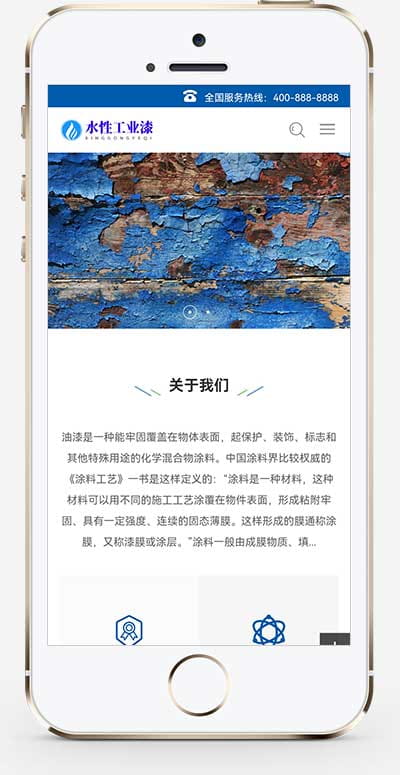 全国服务热线：400-888-8888
水性工业漆
关于我们
油漆是一种能牢固覆盖在物体表面，起保护、装饰、标志和
其他特殊用途的化学混合物涂料。中国涂料界比较权威的
《涂料工艺》一书是这样定义的：“涂料是一种材料，这种
材料可以用不同的施工工艺涂覆在物件表面，形成粘附牢
固、具有一定强度、连续的固态薄膜。这样形成的膜通称涂
膜，又称漆膜或涂层。”涂料一般由成膜物质、填...